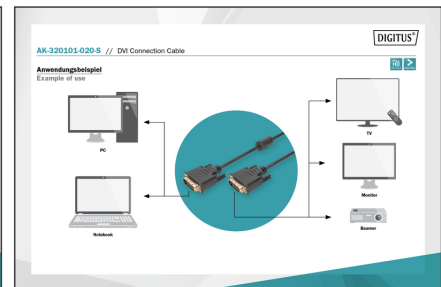 DIGITUS®
AK-320101-020-S // DVI Connection Cable
Anwendungsbeispiel
Example of use
PC
Notebook
TV
Monitor
Beamer